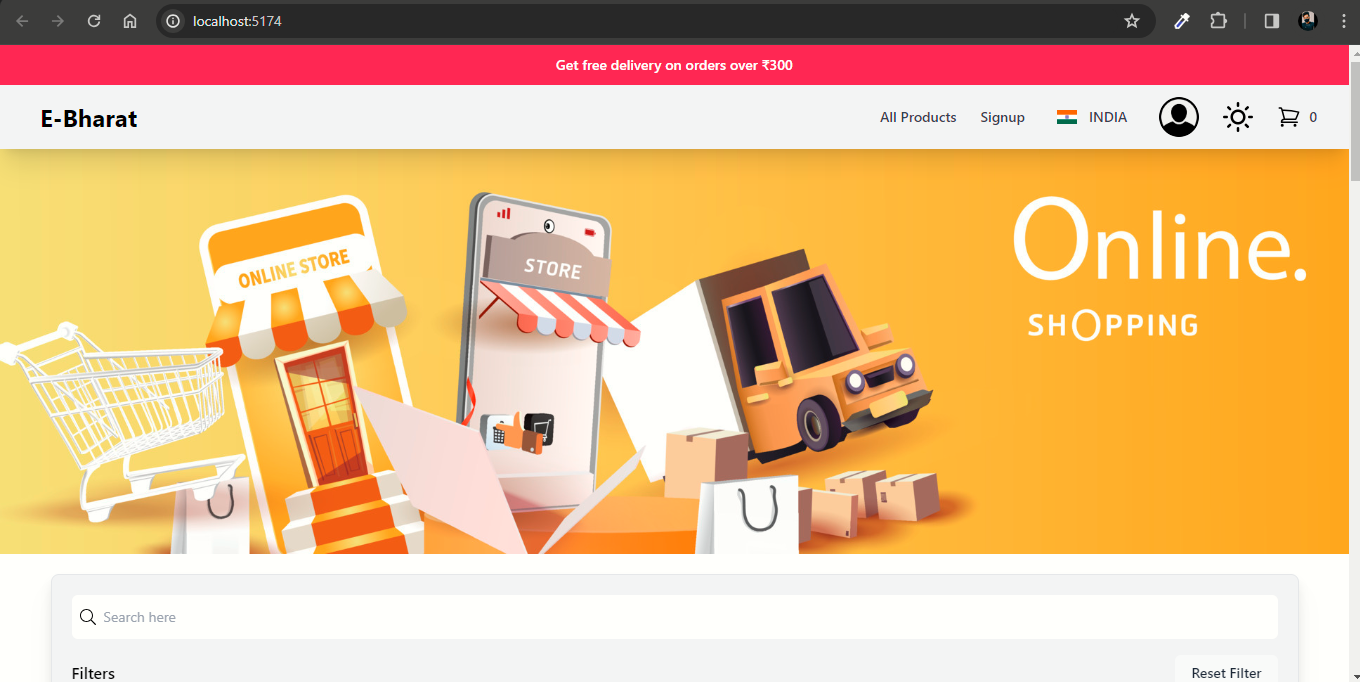 localhost:5174
Get free delivery on orders over ₹300
E-Bharat
All Products
Signup
INDIA
0
ONLINE STORE
STORE
Online.
SHOPPING
Search here
Filters
Reset Filter